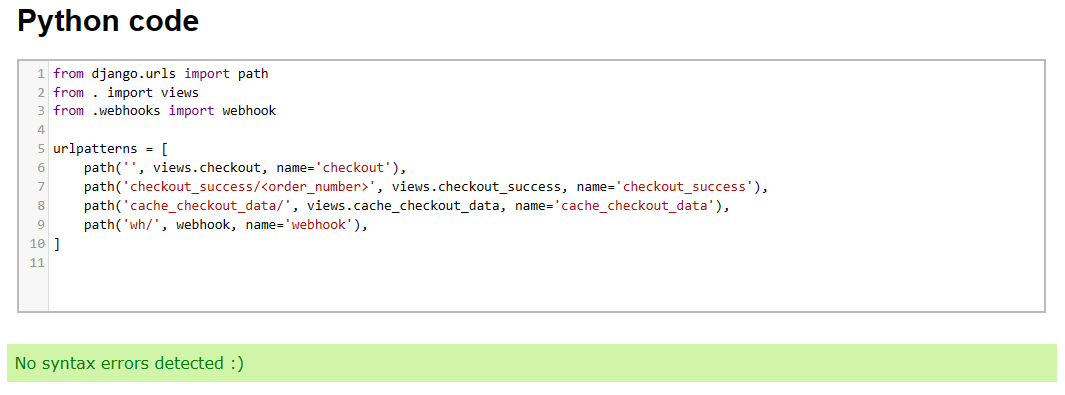 Python code
1 from django.urls import path
2 from . import views
3 from .webhooks import webhook
4
5 urlpatterns = [
6     path('', views.checkout, name='checkout'),
7     path('checkout_success/<order_number>', views.checkout_success, name='checkout_success'),
8     path('cache_checkout_data/', views.cache_checkout_data, name='cache_checkout_data'),
9     path('wh/', webhook, name='webhook'),
10 ]
11
No syntax errors detected :)